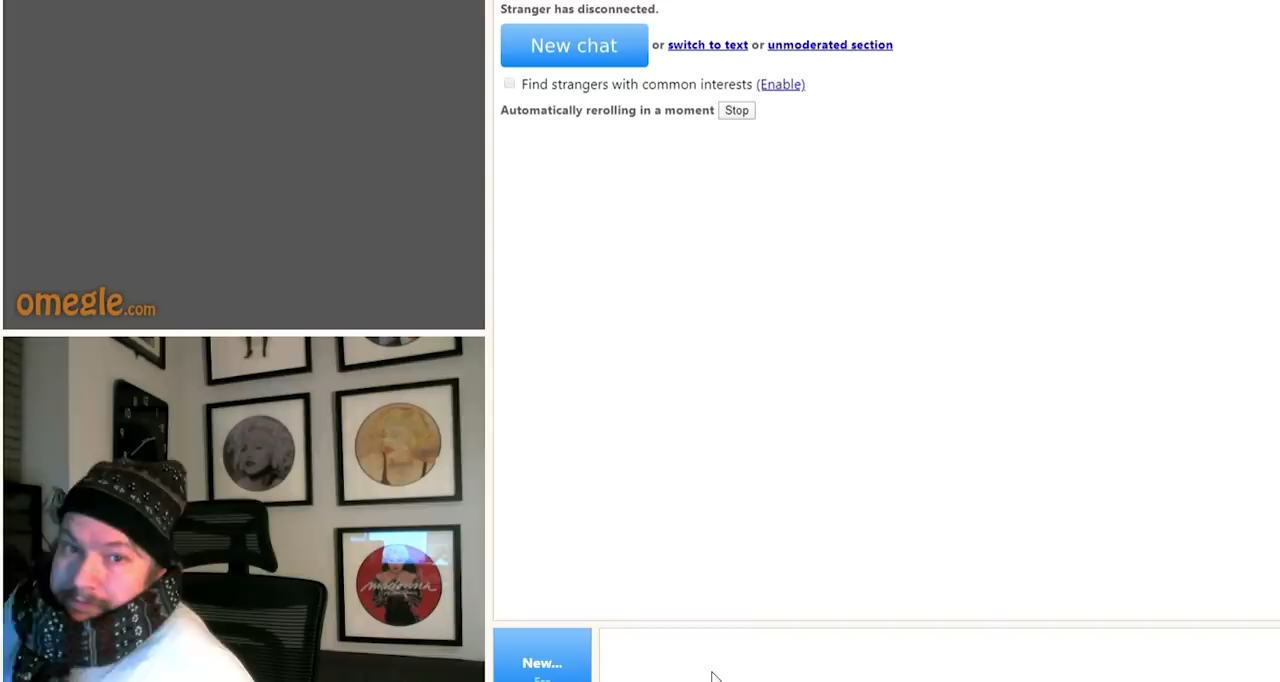 Stranger has disconnected.
New chat or switch to text or unmoderated section
Find strangers with common interests (Enable)
Automatically rerolling in a moment Stop
omegle.com
madonna
New...